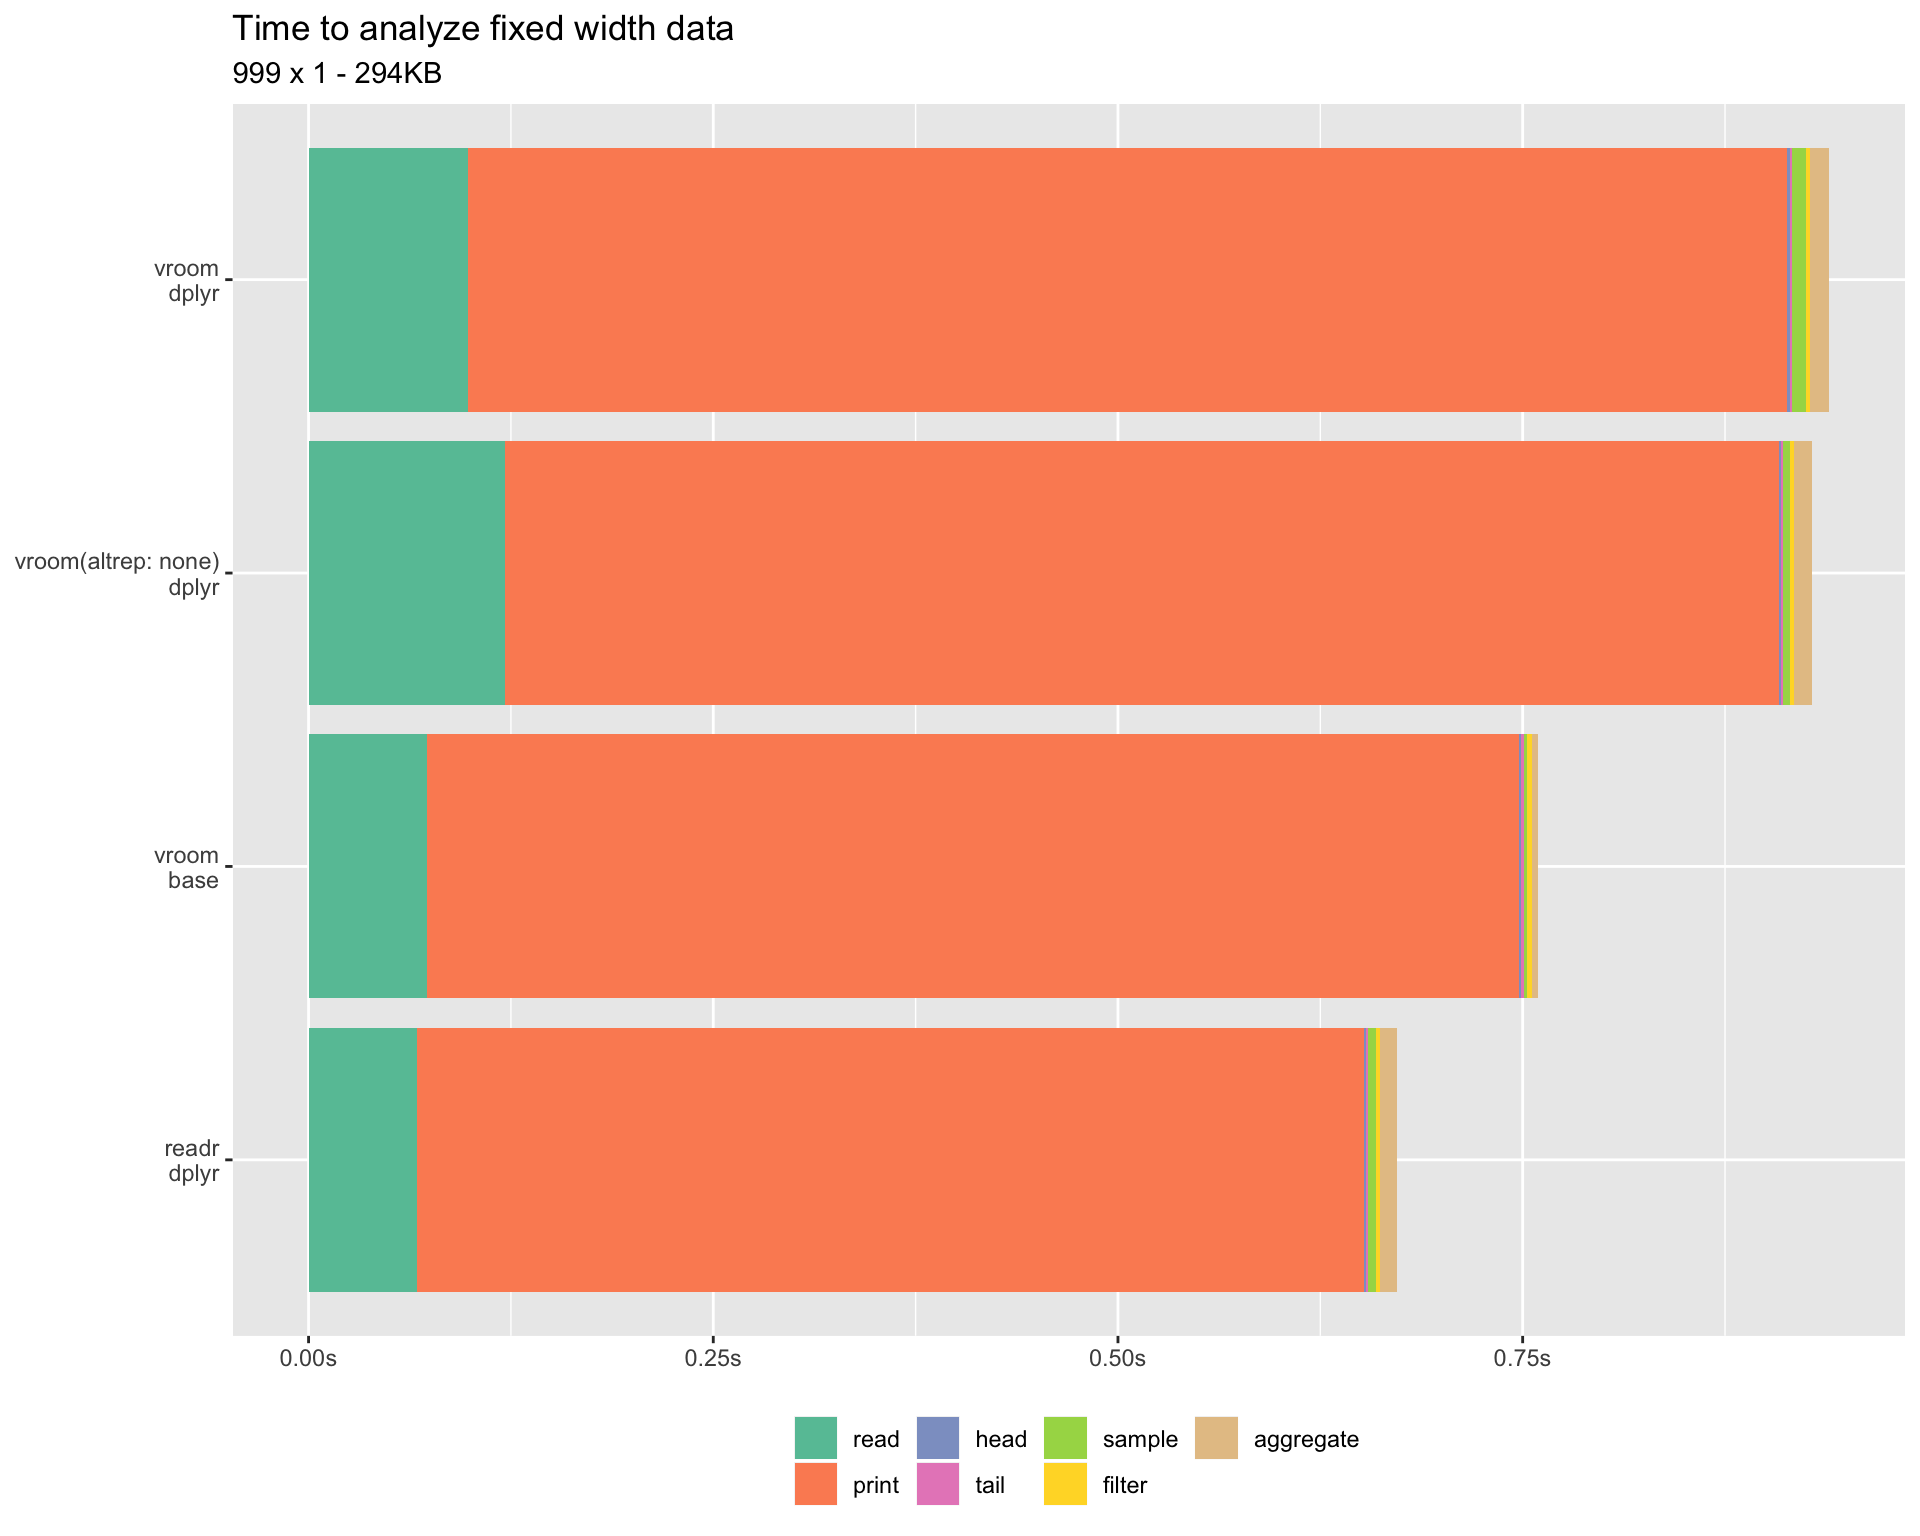 Time to analyze fixed width data
999 x 1 - 294KB
vroom
dplyr
vroom(altrep: none)
dplyr
vroom
base
readr
dplyr
0.00s 0.25s 0.50s 0.75s
read head sample aggregate
print tail filter